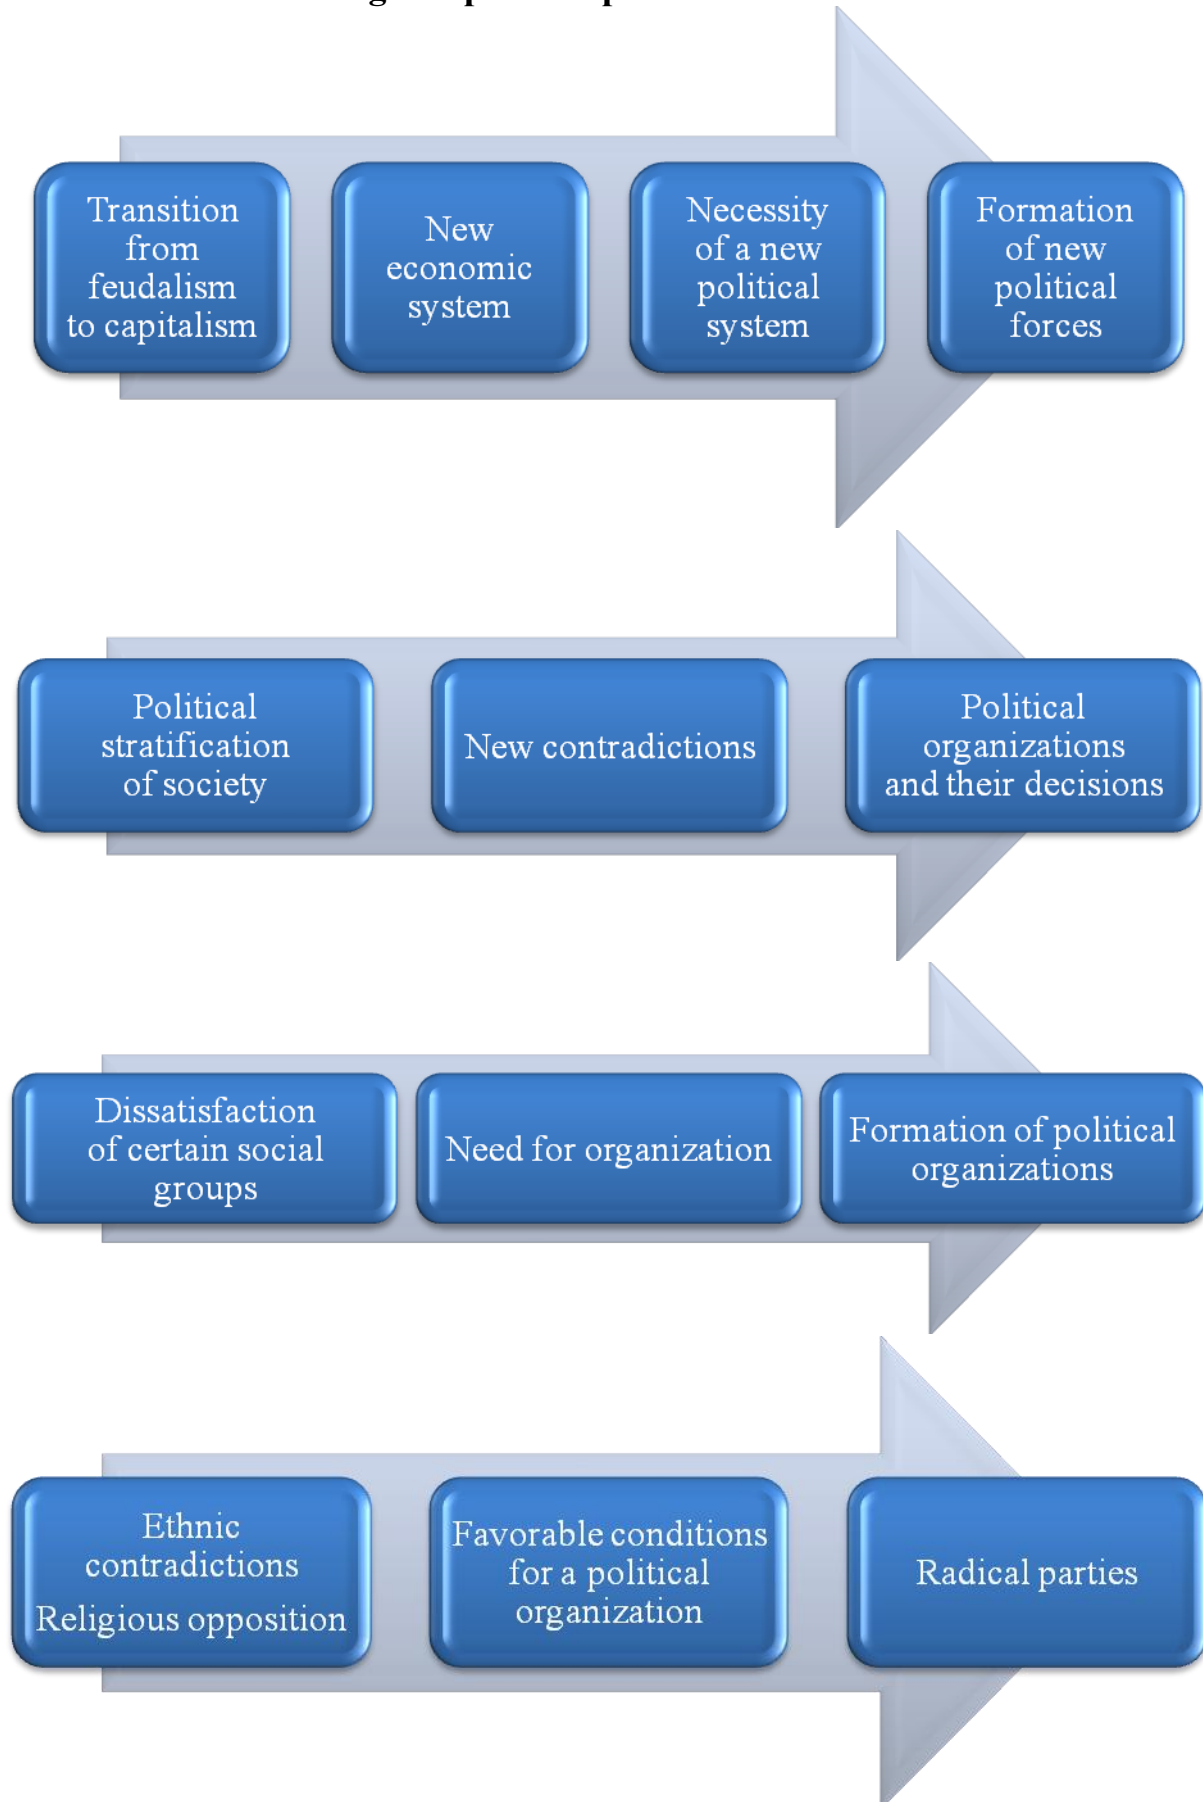 Transition
from
feudalism
to capitalism
New
economic
system
Necessity
of a new
political
system
Formation
of new
political
forces
Political
stratification
of society
New contradictions
Political
organizations
and their decisions
Dissatisfaction
of certain social
groups
Need for organization
Formation of political
organizations
Ethnic
contradictions
Religious opposition
Favorable conditions
for a political
organization
Radical parties